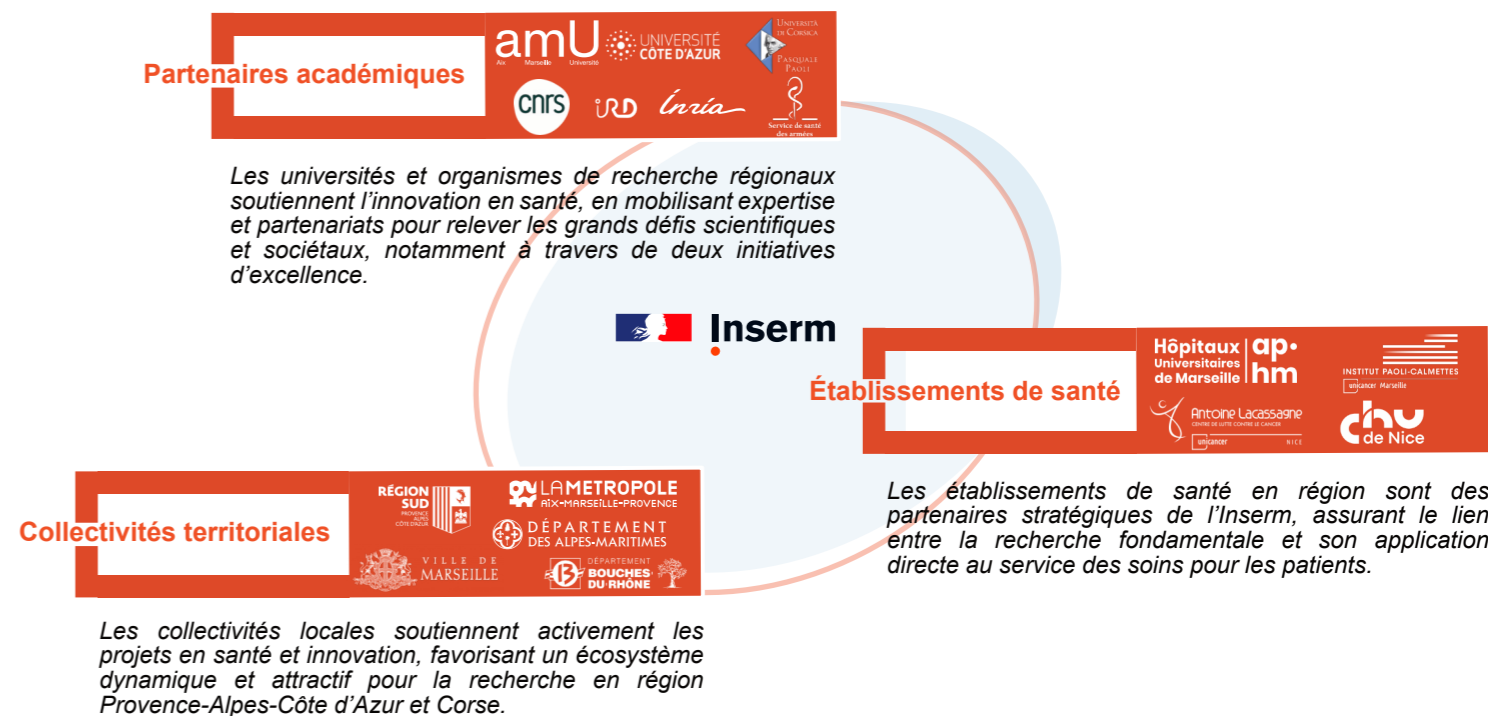 Partenaires académiques
amU
Aix Marseille Université
UNIVERSITÉ
CÔTE D'AZUR
UNIVERSITÀ
DI CORSICA
PASQUALE
PAOLI
cnrs
iRD
Inria
Service de santé
des armées
Les universités et organismes de recherche régionaux
soutiennent l’innovation en santé, en mobilisant expertise
et partenariats pour relever les grands défis scientifiques
et sociétaux, notamment à travers de deux initiatives
d’excellence.
Inserm
Établissements de santé
Hôpitaux
Universitaires
de Marseille
ap•
hm
INSTITUT PAOLI-CALMETTES
unicancer Marseille
Antoine Lacassagne
CENTRE DE LUTTE CONTRE LE CANCER
unicancer NICE
chu
de Nice
Les établissements de santé en région sont des
partenaires stratégiques de l’Inserm, assurant le lien
entre la recherche fondamentale et son application
directe au service des soins pour les patients.
Collectivités territoriales
RÉGION
SUD
PROVENCE
ALPES
CÔTE D'AZUR
LA METROPOLE
AIX-MARSEILLE-PROVENCE
DÉPARTEMENT
DES ALPES-MARITIMES
VILLE DE
MARSEILLE
13
DÉPARTEMENT
BOUCHES-
DU-RHÔNE
Les collectivités locales soutiennent activement les
projets en santé et innovation, favorisant un écosystème
dynamique et attractif pour la recherche en région
Provence-Alpes-Côte d’Azur et Corse.